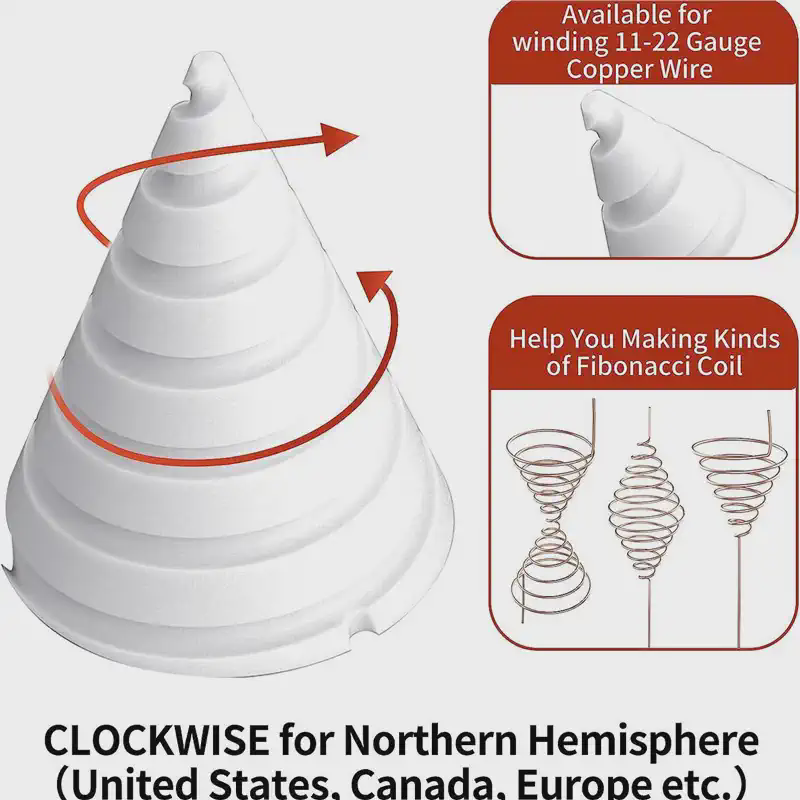 Available for
winding 11-22 Gauge
Copper Wire
Help You Making Kinds
of Fibonacci Coil
CLOCKWISE for Northern Hemisphere
(United States, Canada, Europe etc.)